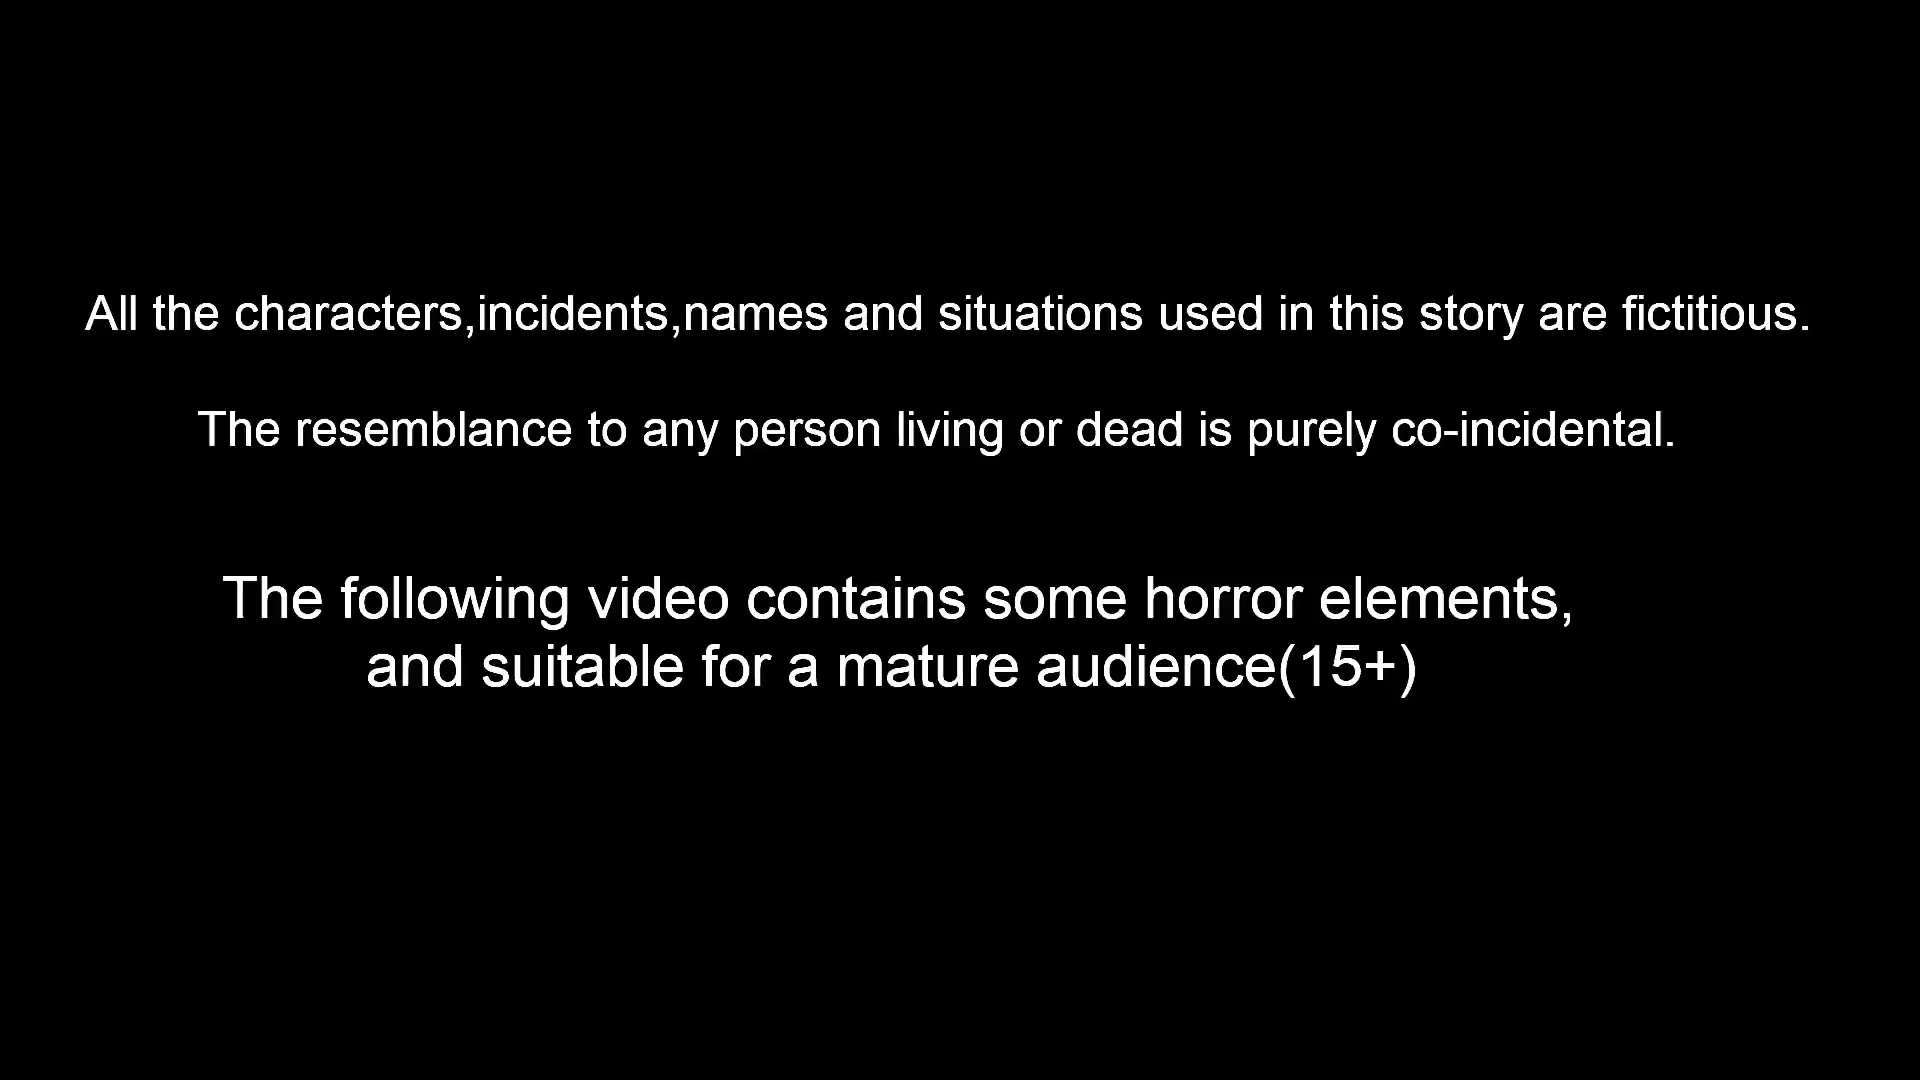 All the characters,incidents,names and situations used in this story are fictitious.
The resemblance to any person living or dead is purely co-incidental.
The following video contains some horror elements,
and suitable for a mature audience(15+)